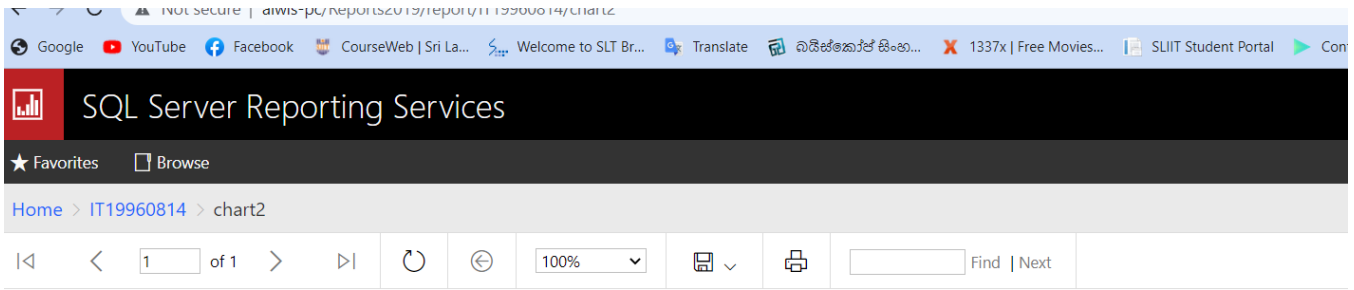 Not secure | alwis-pc/Reports2019/report/IT19960814/chart2
Google YouTube Facebook CourseWeb | Sri La... Welcome to SLT Br... Translate බයිස්කෝප් සිංහ... 1337x | Free Movies... SLIIT Student Portal Con
SQL Server Reporting Services
Favorites Browse
Home > IT19960814 > chart2
1 of 1 100% Find | Next